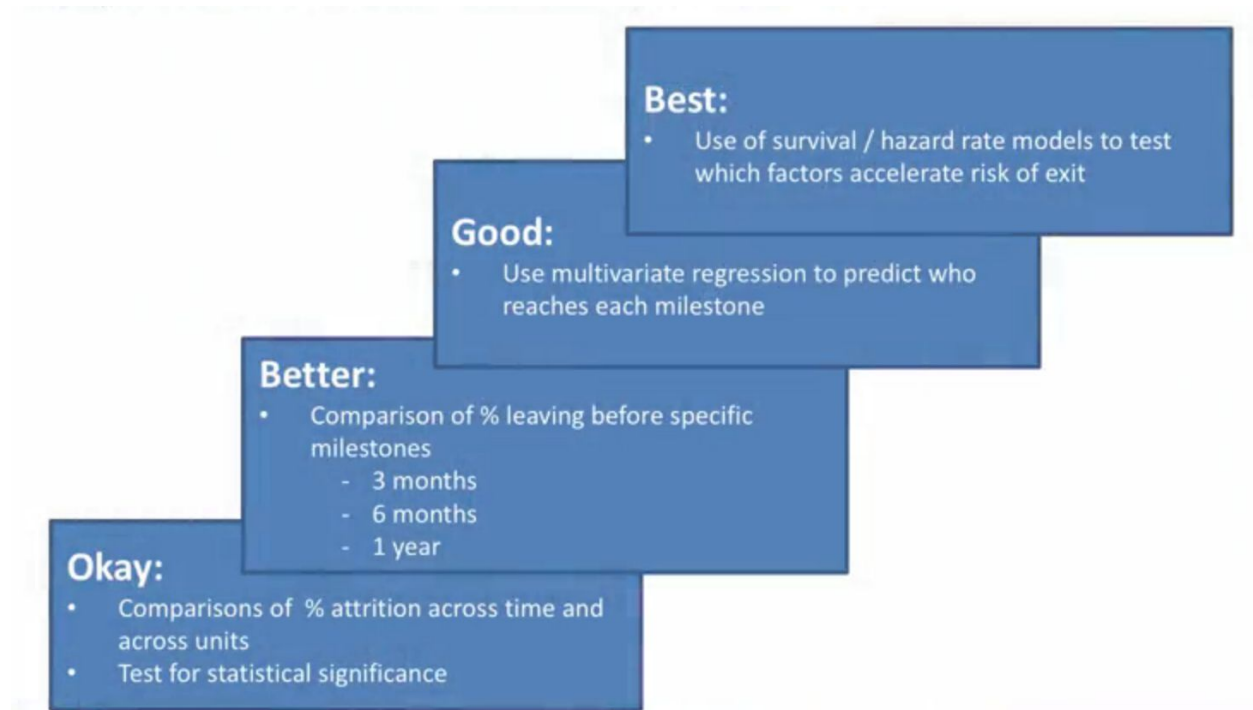 Best:
• Use of survival / hazard rate models to test
which factors accelerate risk of exit
Good:
• Use multivariate regression to predict who
reaches each milestone
Better:
• Comparison of % leaving before specific
milestones
- 3 months
- 6 months
- 1 year
Okay:
• Comparisons of % attrition across time and
across units
• Test for statistical significance